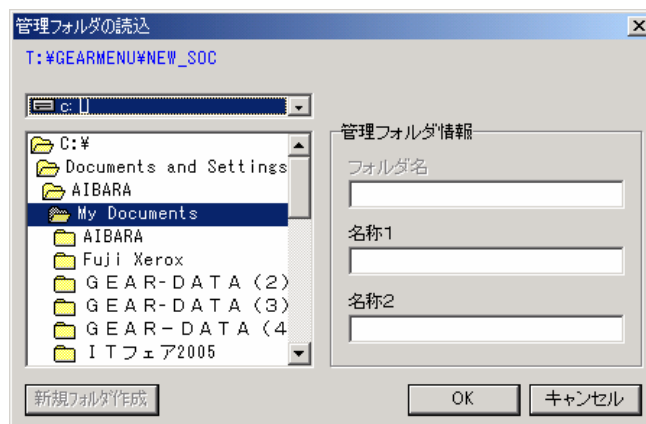 管理フォルダの読込
T:¥GEARMENU¥NEW_SOC
c: []
C:¥
Documents and Settings
AIBARA
My Documents
AIBARA
Fuji Xerox
ＧＥＡＲ-ＤＡＴＡ（2）
ＧＥＡＲ-ＤＡＴＡ（3）
ＧＥＡＲ－ＤＡＴＡ（4
ＩＴフェア2005
管理フォルダ情報
フォルダ名
名称1
名称2
新規フォルダ作成
OK
キャンセル